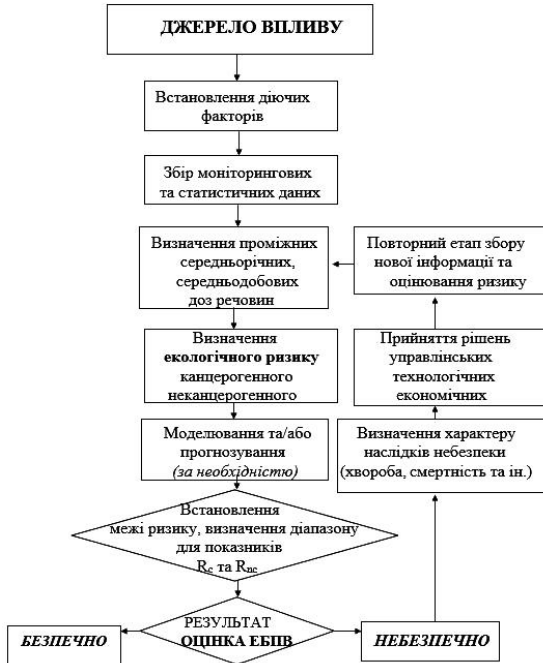 ДЖЕРЕЛО ВПЛИВУ
Встановлення діючих
факторів
Збір моніторингових
та статистичних даних
Визначення проміжних
середньорічних,
середньодобових
доз речовин
Повторний етап збору
нової інформації та
оцінювання ризику
Визначення
екологічного ризику
канцерогенного
неканцерогенного
Прийняття рішень
управлінських
технологічних
економічних
Моделювання та/або
прогнозування
(за необхідністю)
Визначення характеру
наслідків небезпеки
(хвороба, смертність та ін.)
Встановлення
межі ризику, визначення діапазону
для показників
Rc та Rnc
РЕЗУЛЬТАТ
ОЦІНКА ЕБПВ
БЕЗПЕЧНО
НЕБЕЗПЕЧНО